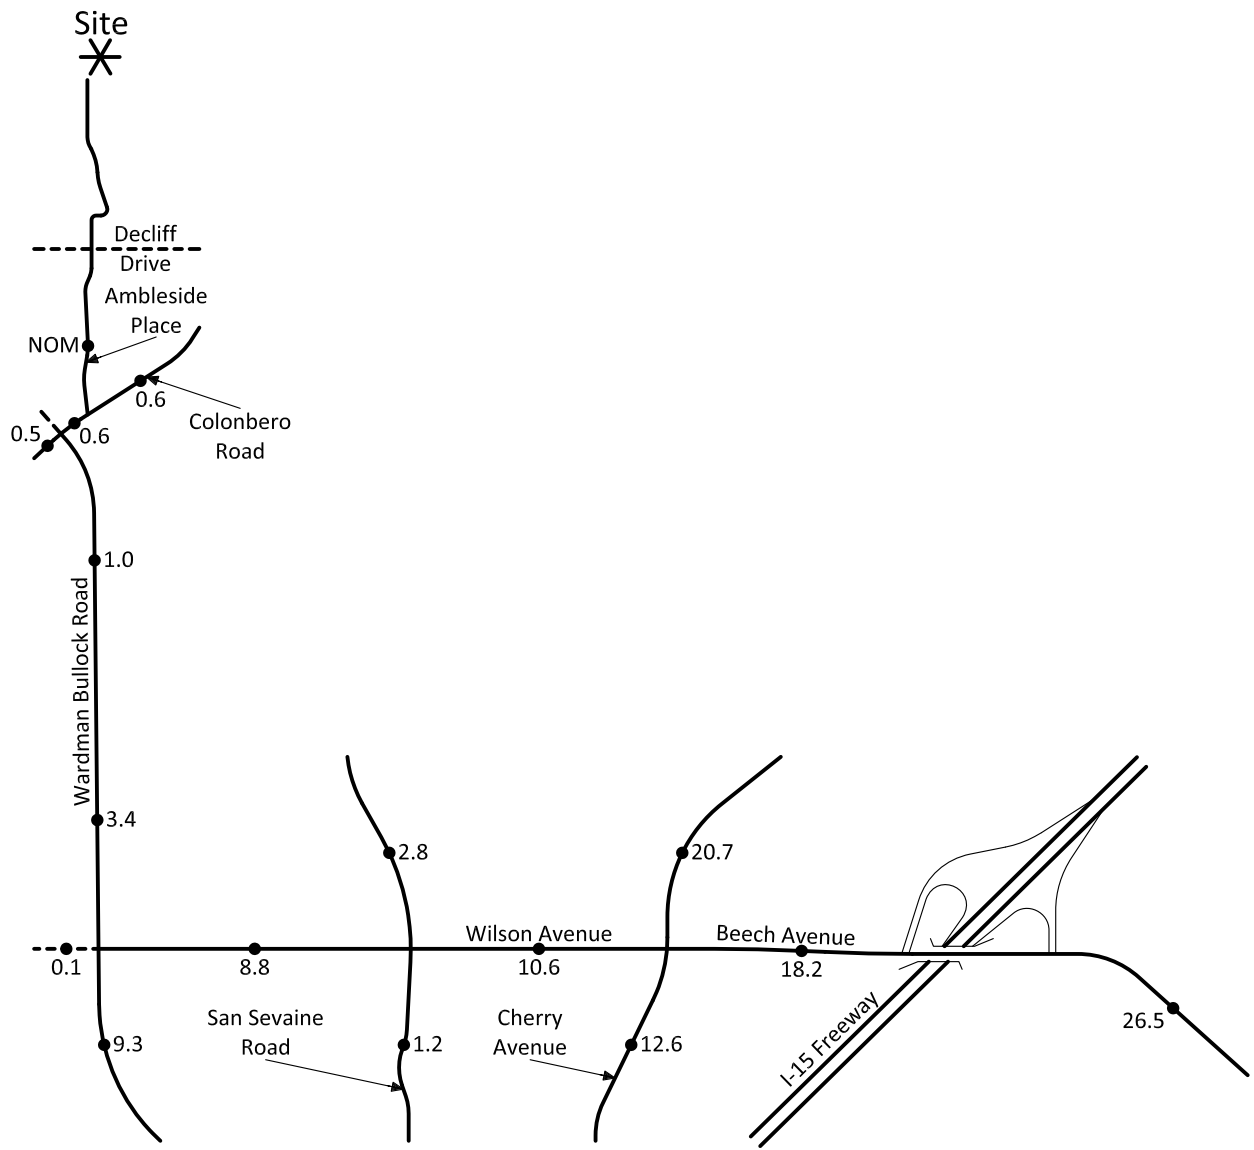 Site
Decliff
Drive
Ambleside
Place
NOM
0.6
Colonbero
Road
0.5
0.6
1.0
Wardman Bullock Road
3.4
2.8
20.7
Wilson Avenue
Beech Avenue
0.1
8.8
10.6
18.2
San Sevaine
Road
Cherry
Avenue
I-15 Freeway
26.5
9.3
1.2
12.6